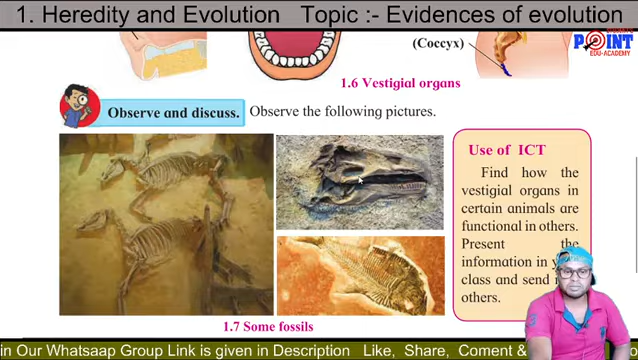 1. Heredity and Evolution Topic :- Evidences of evolution
(Coccyx)
POINT
EDU-ACADEMY
1.6 Vestigial organs
Observe and discuss. Observe the following pictures.
Use of ICT
Find how the
vestigial organs in
certain animals are
functional in others.
Present the
information in
class and send
others.
1.7 Some fossils
in Our Whatsaap Group Link is given in Description Like, Share, Coment &